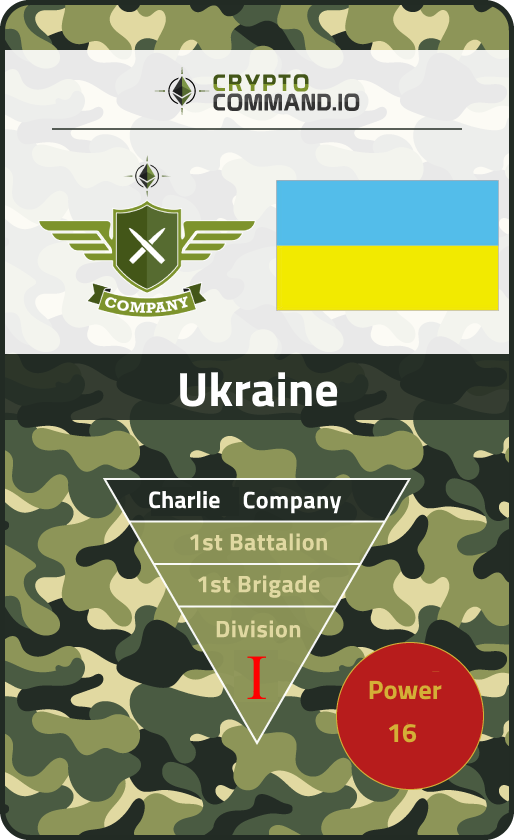 CRYPTO
COMMAND.IO
COMPANY
Ukraine
Charlie Company
1st Battalion
1st Brigade
Division
I
Power
16